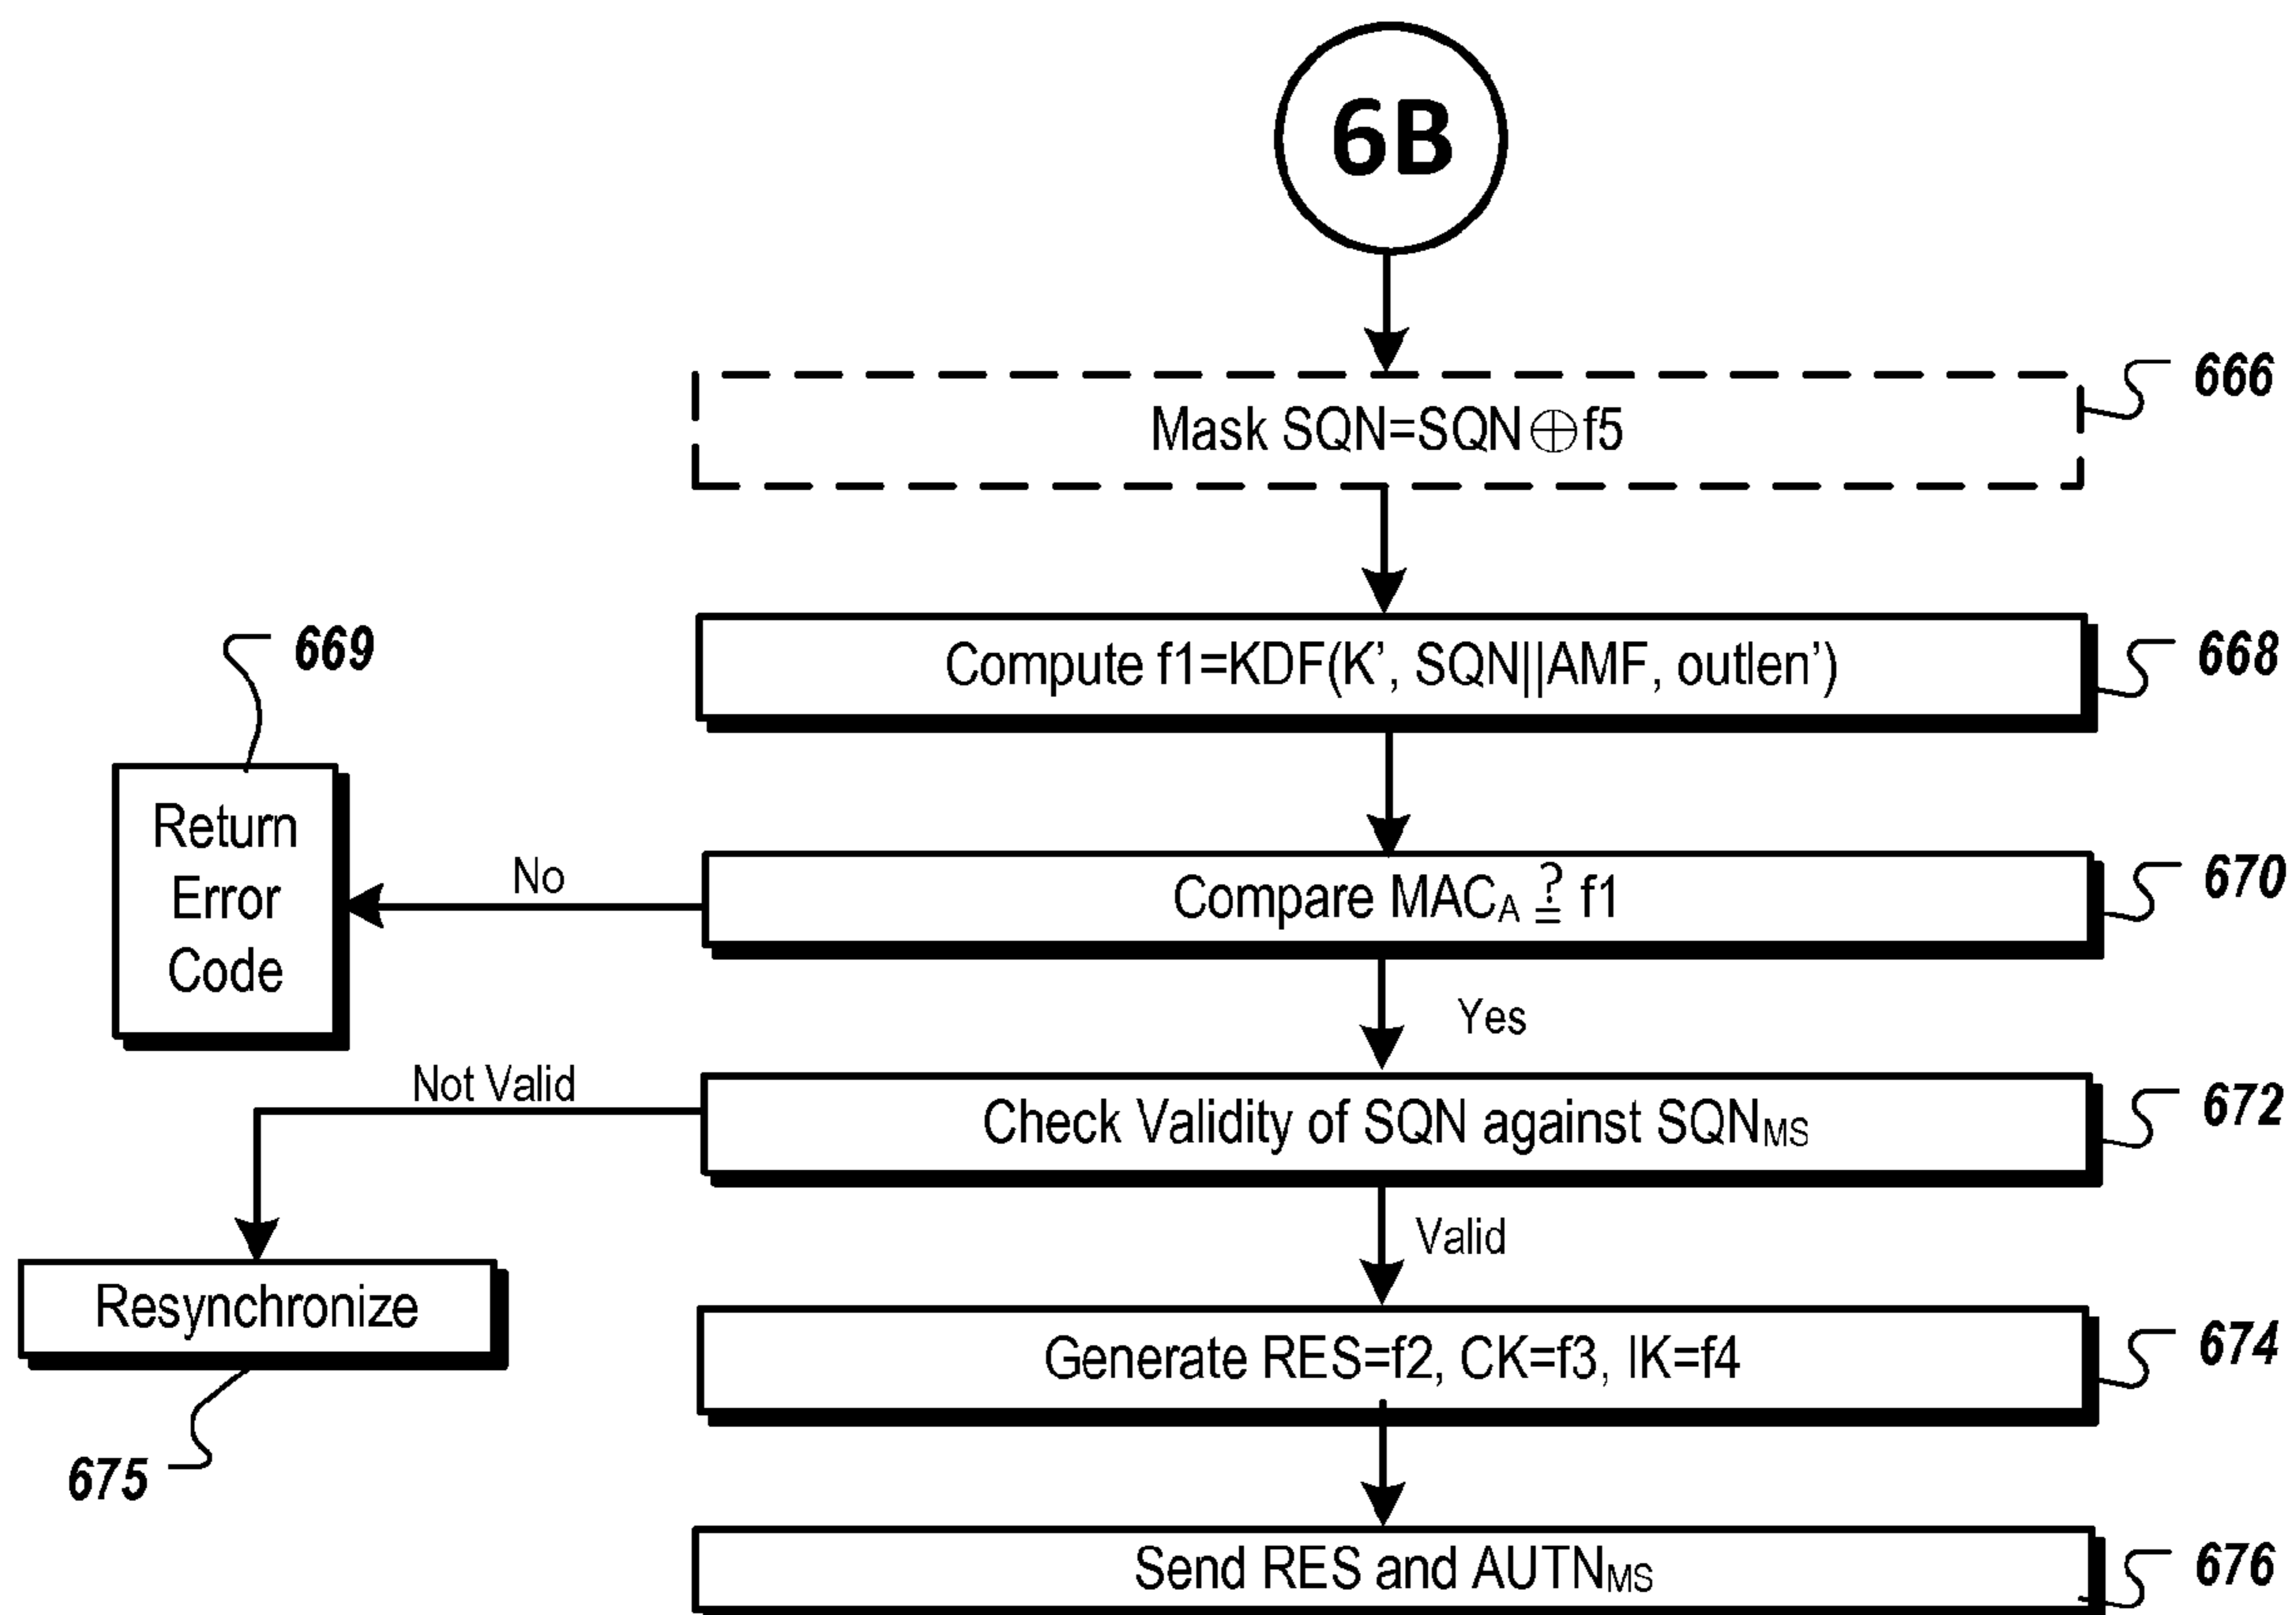 6B
Mask SQN=SQN⊕f5
666
Compute f1=KDF(K', SQN||AMF, outlen')
668
669
Return
Error
Code
No
Compare MACA ≟ f1
670
Yes
Not Valid
Check Validity of SQN against SQNMS
672
Valid
Resynchronize
675
Generate RES=f2, CK=f3, IK=f4
674
Send RES and AUTNMS
676